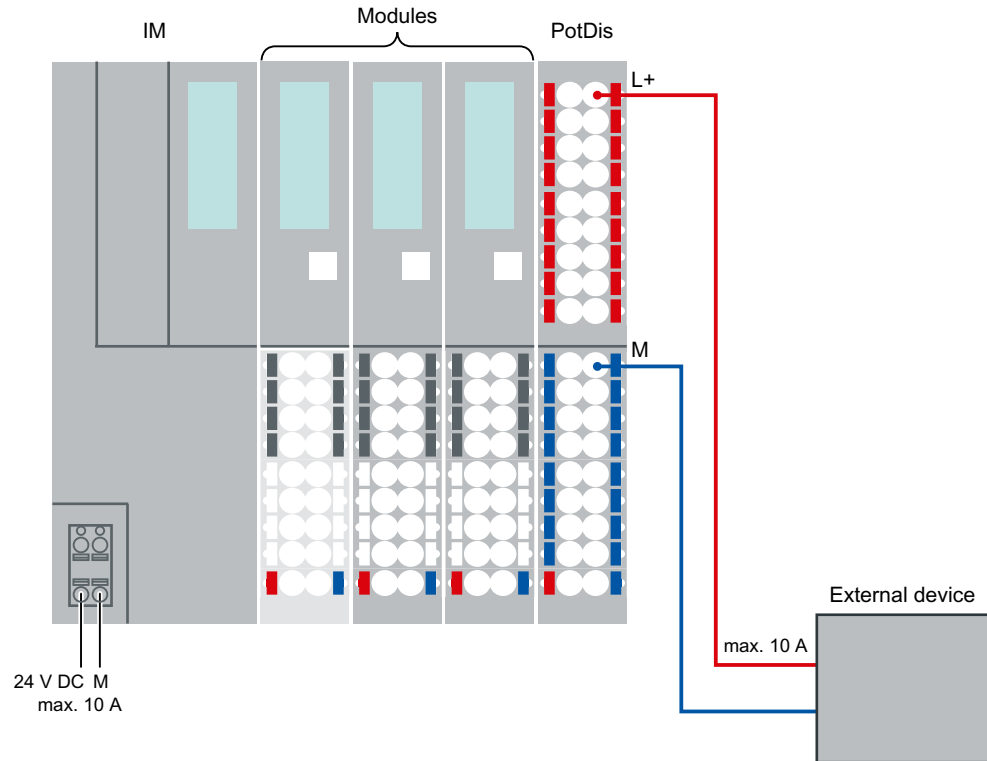 Modules
IM
PotDis
L+
M
External device
max. 10 A
24 V DC M
max. 10 A